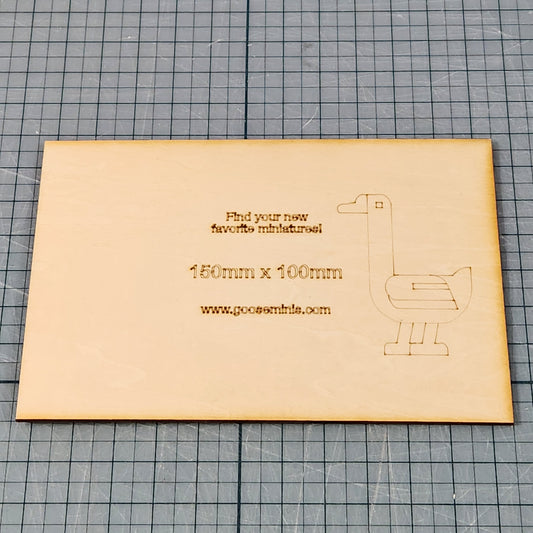 Find your new
favorite miniatures!
150mm x 100mm
www.gooseminis.com